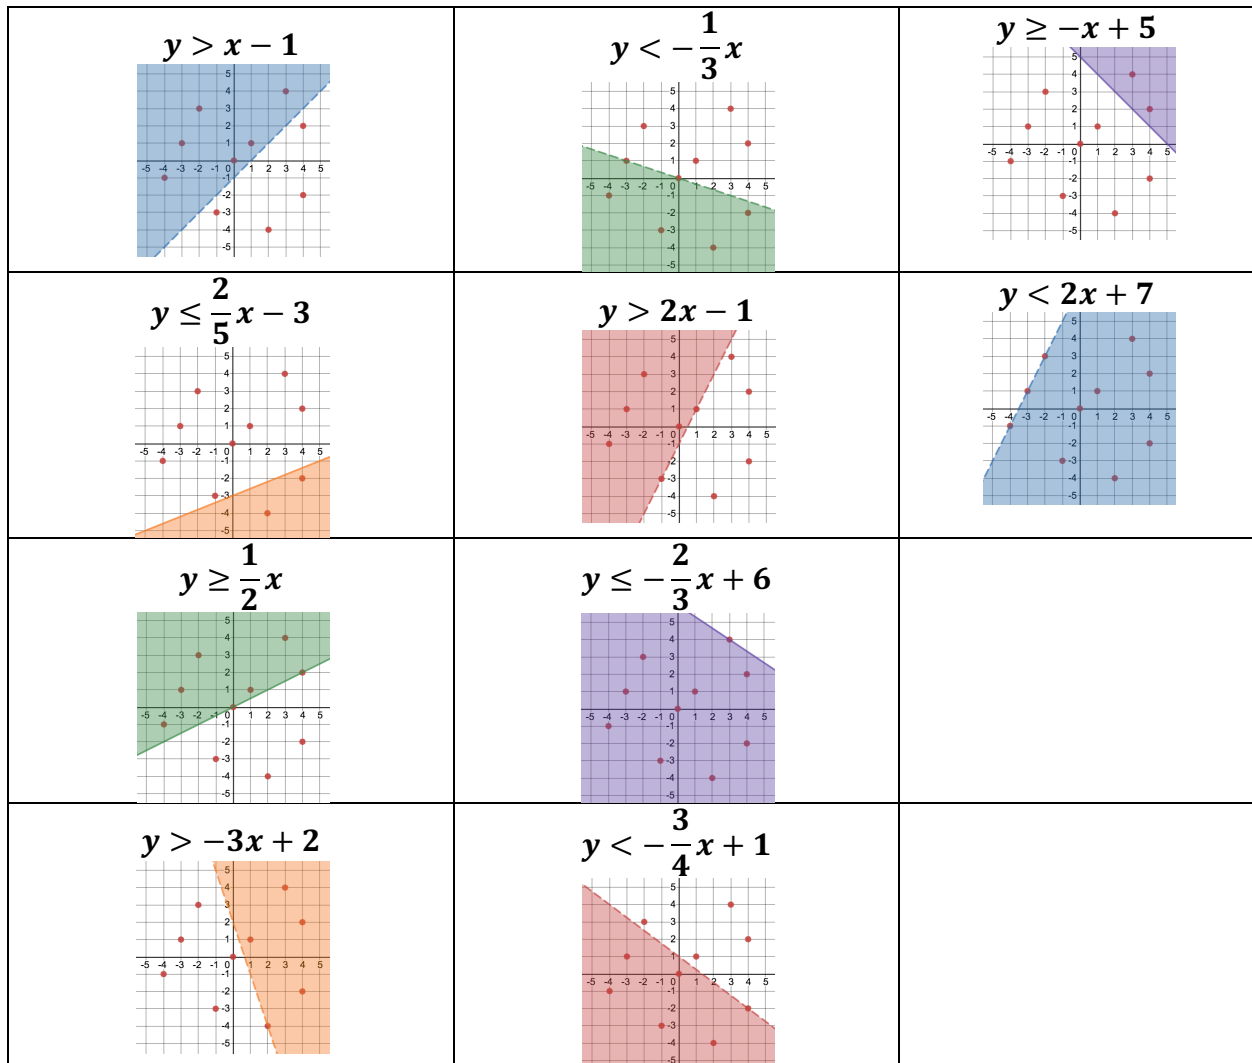 y > x − 1
y < −1/3 x
y ≥ −x + 5
y ≤ 2/5 x − 3
y > 2x − 1
y < 2x + 7
y ≥ 1/2 x
y ≤ −2/3 x + 6
y > −3x + 2
y < −3/4 x + 1